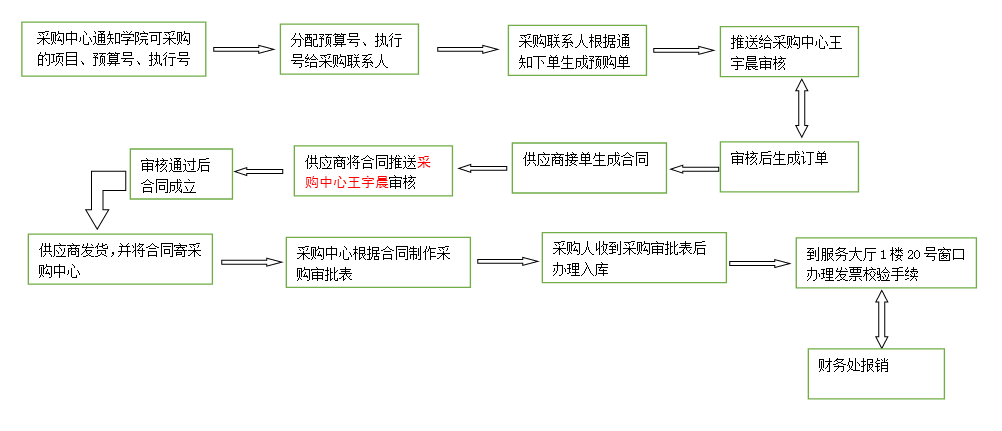 采购中心通知学院可采购
的项目、预算号、执行号
分配预算号、执行
号给采购联系人
采购联系人根据通
知下单生成预购单
推送给采购中心王
宇晨审核
审核后生成订单
供应商接单生成合同
供应商将合同推送采
购中心王宇晨审核
审核通过后
合同成立
供应商发货,并将合同寄采
购中心
采购中心根据合同制作采
购审批表
采购人收到采购审批表后
办理入库
到服务大厅 1 楼 20 号窗口
办理发票校验手续
财务处报销